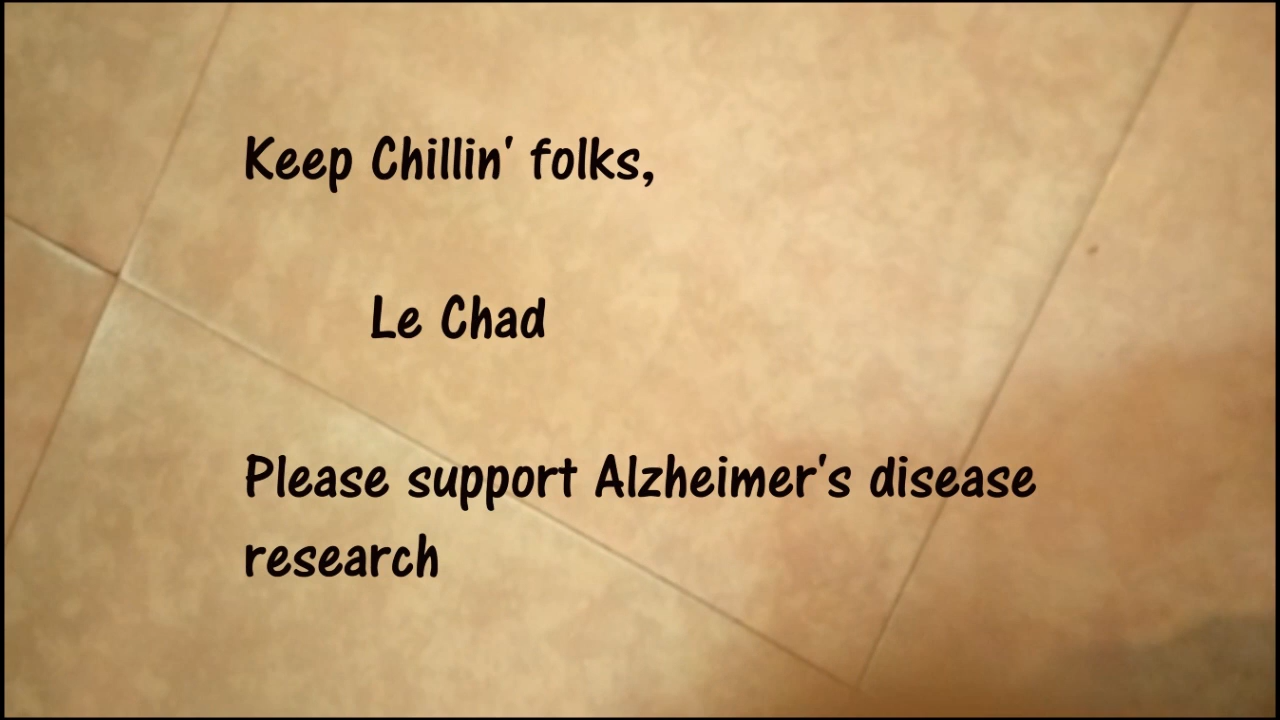 Keep Chillin' folks,
Le Chad
Please support Alzheimer's disease
research